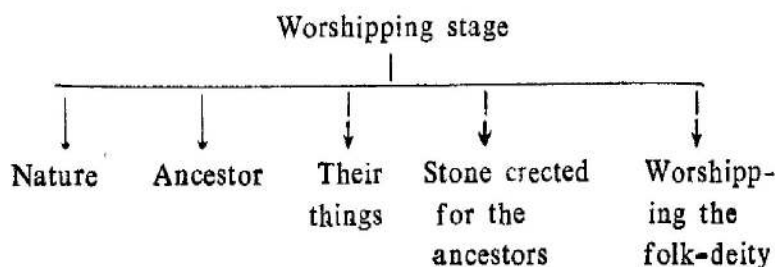 Worshipping stage
Nature Ancestor Their Stone crected Worshipp-
things for the ing the
ancestors folk-deity